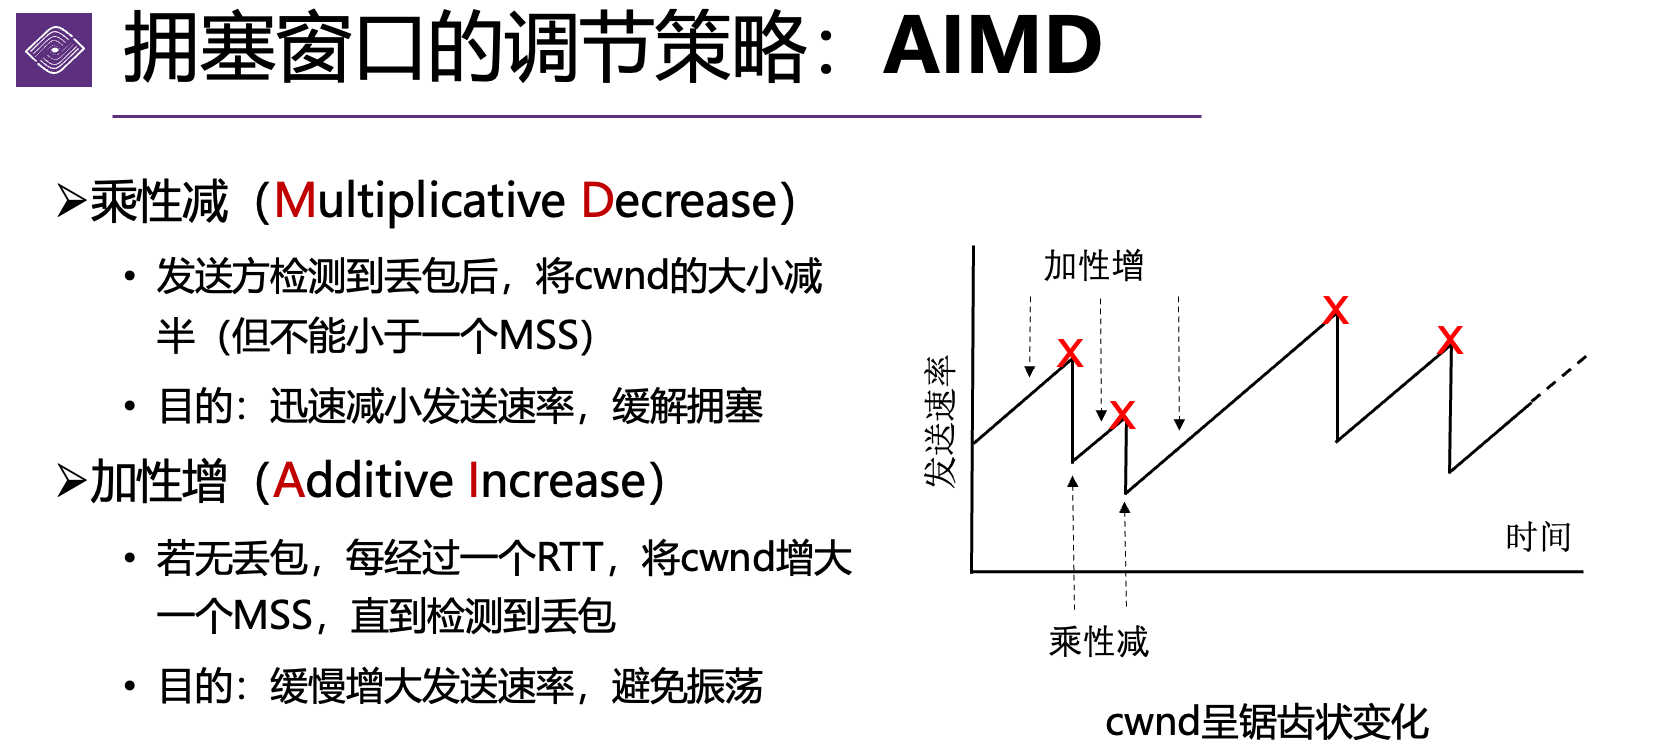 拥塞窗口的调节策略：AIMD
➢乘性减（Multiplicative Decrease）
• 发送方检测到丢包后，将cwnd的大小减
半（但不能小于一个MSS）
• 目的：迅速减小发送速率，缓解拥塞
➢加性增（Additive Increase）
• 若无丢包，每经过一个RTT，将cwnd增大
一个MSS，直到检测到丢包
• 目的：缓慢增大发送速率，避免振荡
加性增
X
X
X
X
发送速率
时间
乘性减
cwnd呈锯齿状变化